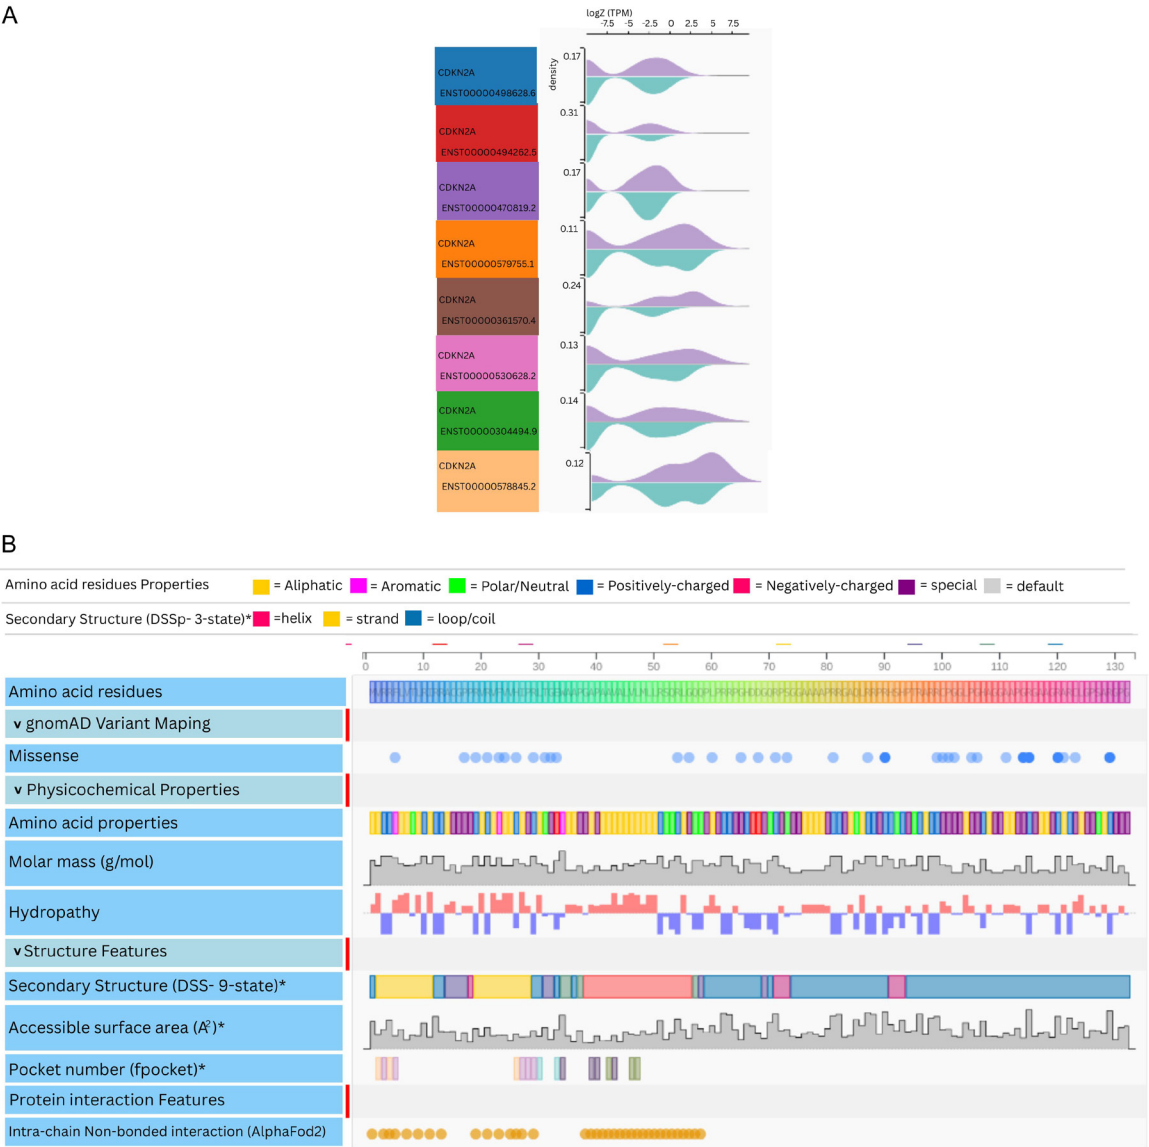 A
logZ (TPM)
-7.5 -5 -2.5 0 2.5 5 7.5
density
CDKN2A
ENST00000498628.6
0.17
CDKN2A
ENST00000494262.5
0.31
CDKN2A
ENST00000470819.2
0.17
CDKN2A
ENST00000579755.1
0.11
CDKN2A
ENST00000361570.4
0.24
CDKN2A
ENST00000530628.2
0.13
CDKN2A
ENST00000304494.9
0.14
CDKN2A
ENST00000578845.2
0.12
B
Amino acid residues Properties = Aliphatic = Aromatic = Polar/Neutral = Positively-charged = Negatively-charged = special = default
Secondary Structure (DSSp- 3-state)* =helix = strand = loop/coil
0 10 20 30 40 50 60 70 80 90 100 110 120 130
Amino acid residues
v gnomAD Variant Maping
Missense
v Physicochemical Properties
Amino acid properties
Molar mass (g/mol)
Hydropathy
v Structure Features
Secondary Structure (DSS- 9-state)*
Accessible surface area (A²)*
Pocket number (fpocket)*
Protein interaction Features
Intra-chain Non-bonded interaction (AlphaFod2)